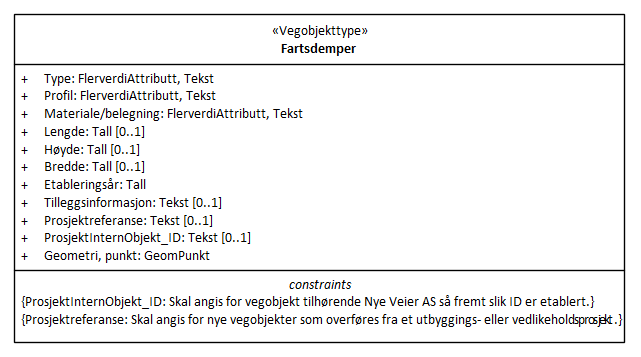 «Vegobjekttype»
Fartsdemper
+ Type: FlerverdiAttributt, Tekst
+ Profil: FlerverdiAttributt, Tekst
+ Materiale/belegning: FlerverdiAttributt, Tekst
+ Lengde: Tall [0..1]
+ Høyde: Tall [0..1]
+ Bredde: Tall [0..1]
+ Etableringsår: Tall
+ Tilleggsinformasjon: Tekst [0..1]
+ Prosjektreferanse: Tekst [0..1]
+ ProsjektInternObjekt_ID: Tekst [0..1]
+ Geometri, punkt: GeomPunkt
constraints
{ProsjektInternObjekt_ID: Skal angis for vegobjekt tilhørende Nye Veier AS så fremt slik ID er etablert.}
{Prosjektreferanse: Skal angis for nye vegobjekter som overføres fra et utbyggings- eller vedlikeholdsprosjekt.}